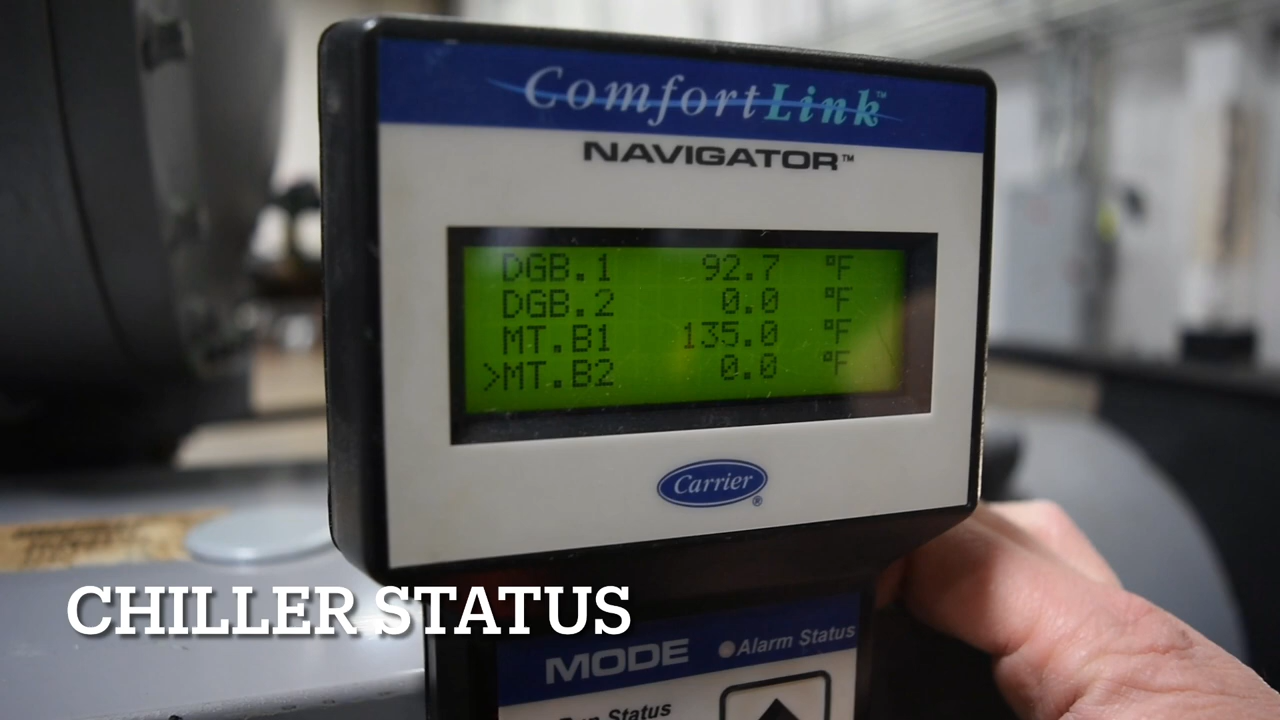 ComfortLink™
NAVIGATOR™
DGB.1 92.7 °F
DGB.2 0.0 °F
MT.B1 135.0 °F
>MT.B2 0.0 °F
Carrier®
CHILLER STATUS
MODE
Alarm Status
Run Status